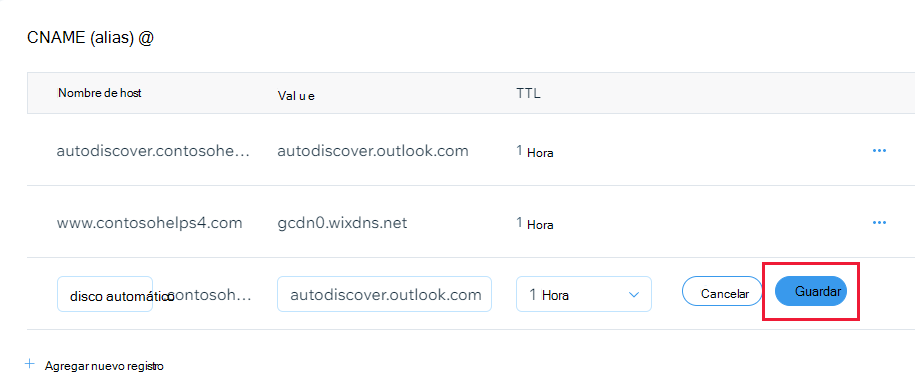 CNAME (alias) @
Nombre de host Value TTL
autodiscover.contosohe... autodiscover.outlook.com 1 Hora ...
www.contosohelps4.com gcdn0.wixdns.net 1 Hora ...
disco automático .contosoh... autodiscover.outlook.com 1 Hora Cancelar Guardar
+ Agregar nuevo registro